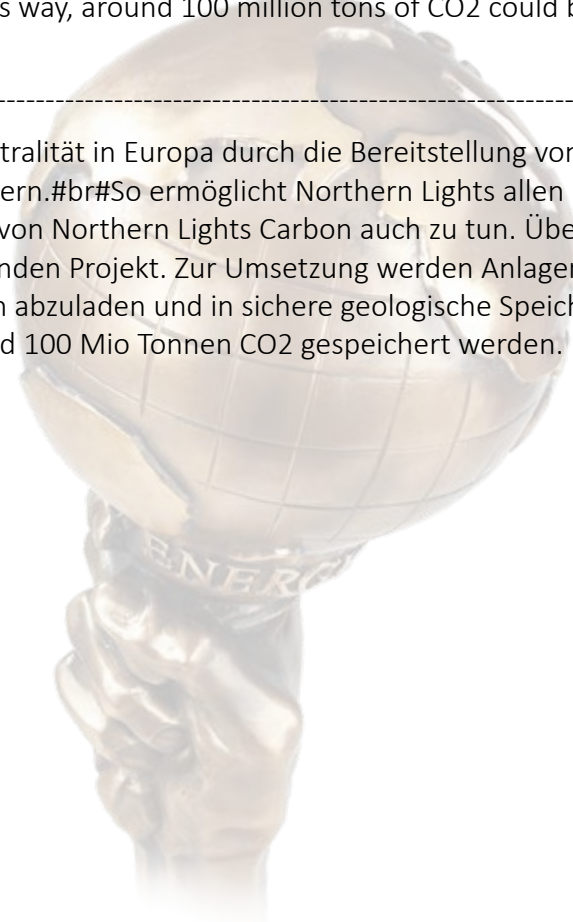 s way, around 100 million tons of CO2 could b
--------------------------------------------------------------------------------
tralität in Europa durch die Bereitstellung vor
ern.#br#So ermöglicht Northern Lights allen
von Northern Lights Carbon auch zu tun. Übe
nden Projekt. Zur Umsetzung werden Anlager
n abzuladen und in sichere geologische Speich
d 100 Mio Tonnen CO2 gespeichert werden.
ENERG